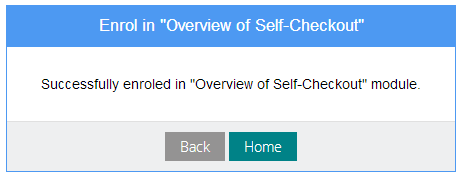 Enrol in "Overview of Self-Checkout"
Successfully enroled in "Overview of Self-Checkout" module.
Back Home